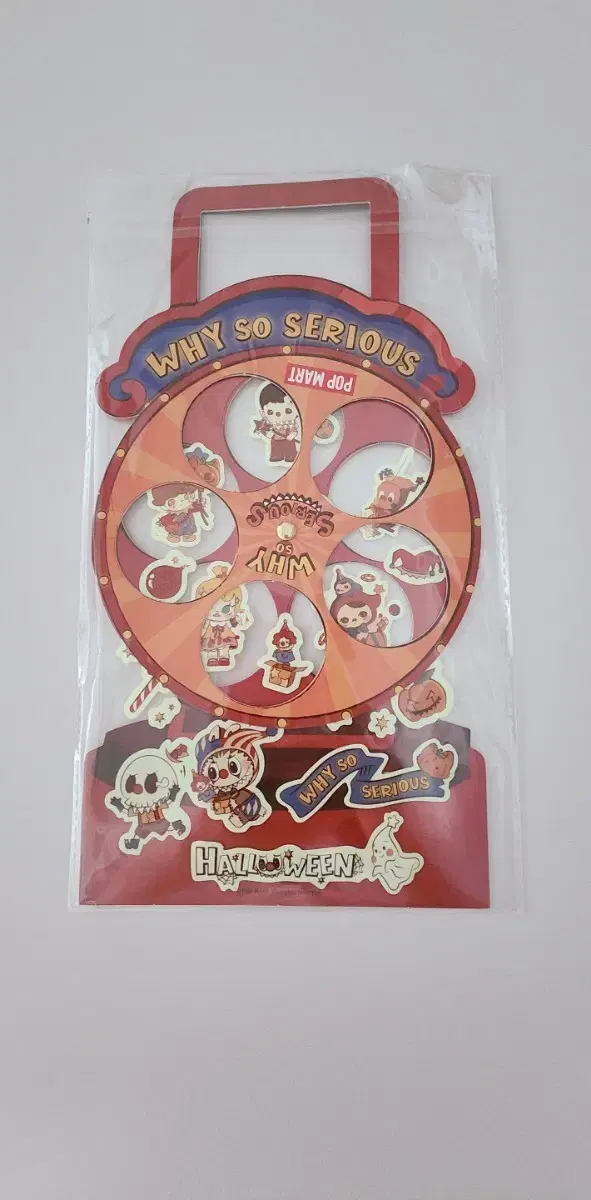 WHY SO SERIOUS
POP MART
SERIOUS
SO
WHY
WHY SO
SERIOUS
HALLOWEEN